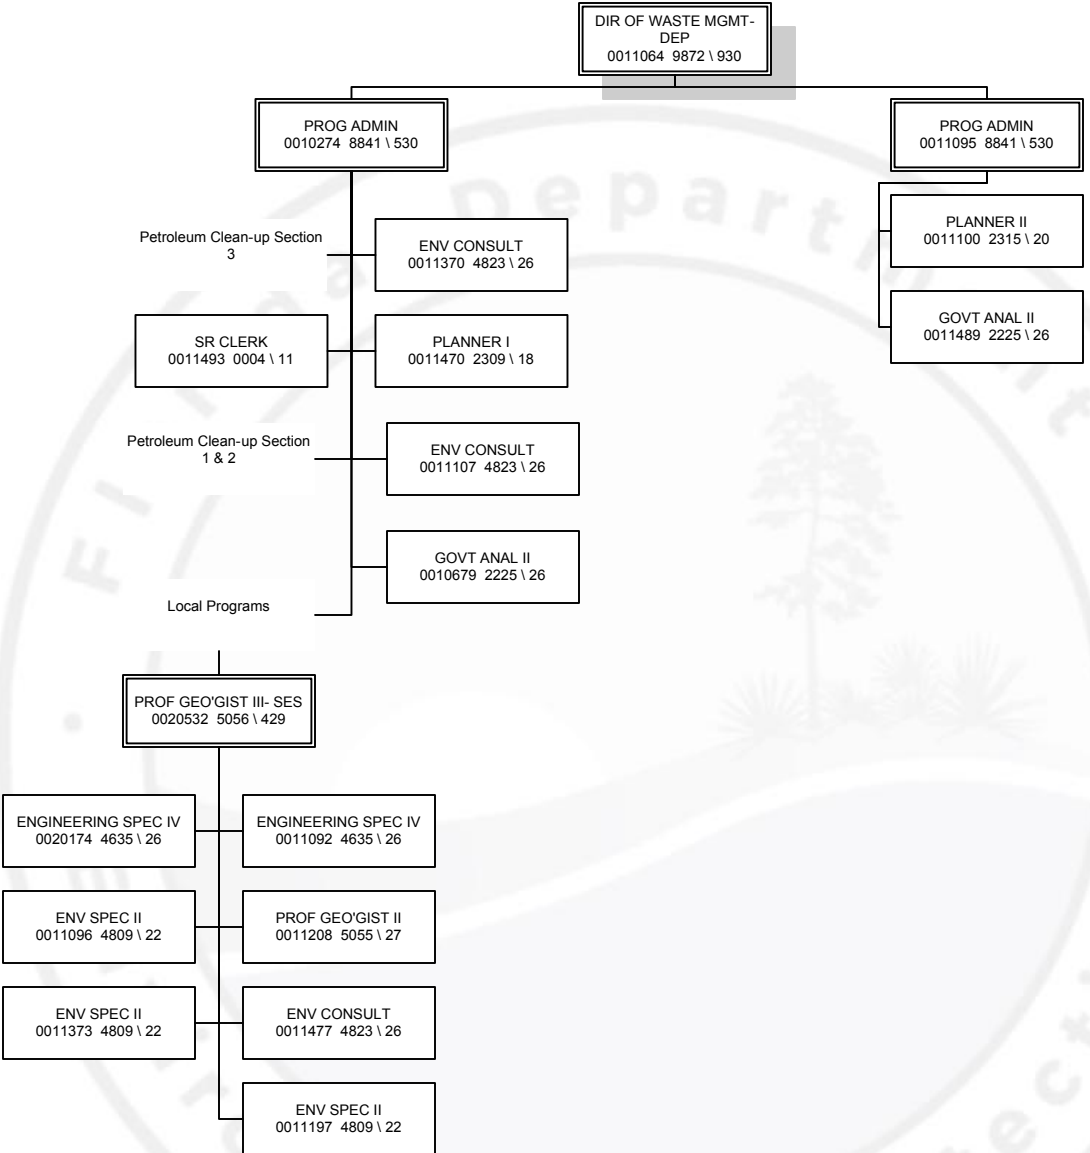 DIR OF WASTE MGMT-
DEP
0011064 9872 \ 930
PROG ADMIN
0010274 8841 \ 530
PROG ADMIN
0011095 8841 \ 530
PLANNER II
0011100 2315 \ 20
GOVT ANAL II
0011489 2225 \ 26
Petroleum Clean-up Section
3
ENV CONSULT
0011370 4823 \ 26
SR CLERK
0011493 0004 \ 11
PLANNER I
0011470 2309 \ 18
Petroleum Clean-up Section
1 & 2
ENV CONSULT
0011107 4823 \ 26
GOVT ANAL II
0010679 2225 \ 26
Local Programs
PROF GEO'GIST III- SES
0020532 5056 \ 429
ENGINEERING SPEC IV
0020174 4635 \ 26
ENGINEERING SPEC IV
0011092 4635 \ 26
ENV SPEC II
0011096 4809 \ 22
PROF GEO'GIST II
0011208 5055 \ 27
ENV SPEC II
0011373 4809 \ 22
ENV CONSULT
0011477 4823 \ 26
ENV SPEC II
0011197 4809 \ 22